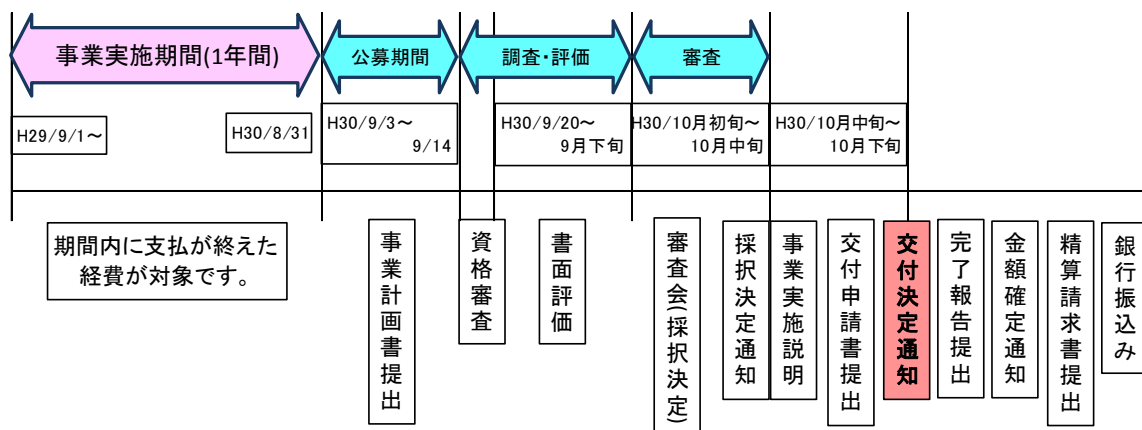 事業実施期間(1年間)
公募期間
調査・評価
審査
H29/9/1～
H30/8/31
H30/9/3～
9/14
H30/9/20～
9月下旬
H30/10月初旬～
10月中旬
H30/10月中旬～
10月下旬
期間内に支払が終えた
経費が対象です。
事業計画書提出
資格審査
書面評価
審査会(採択決定)
採択決定通知
事業実施説明
交付申請書提出
交付決定通知
完了報告提出
金額確定通知
精算請求書提出
銀行振込み